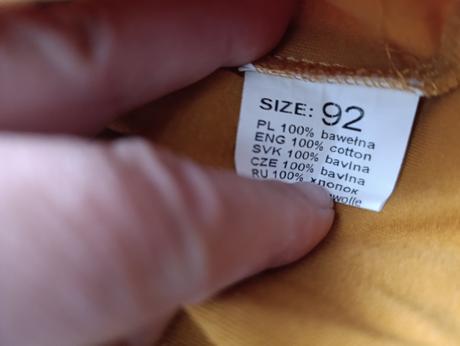 SIZE: 92
PL 100% bawełna
ENG 100% cotton
SVK 100% bavlna
CZE 100% bavlna
RU 100% хлопок